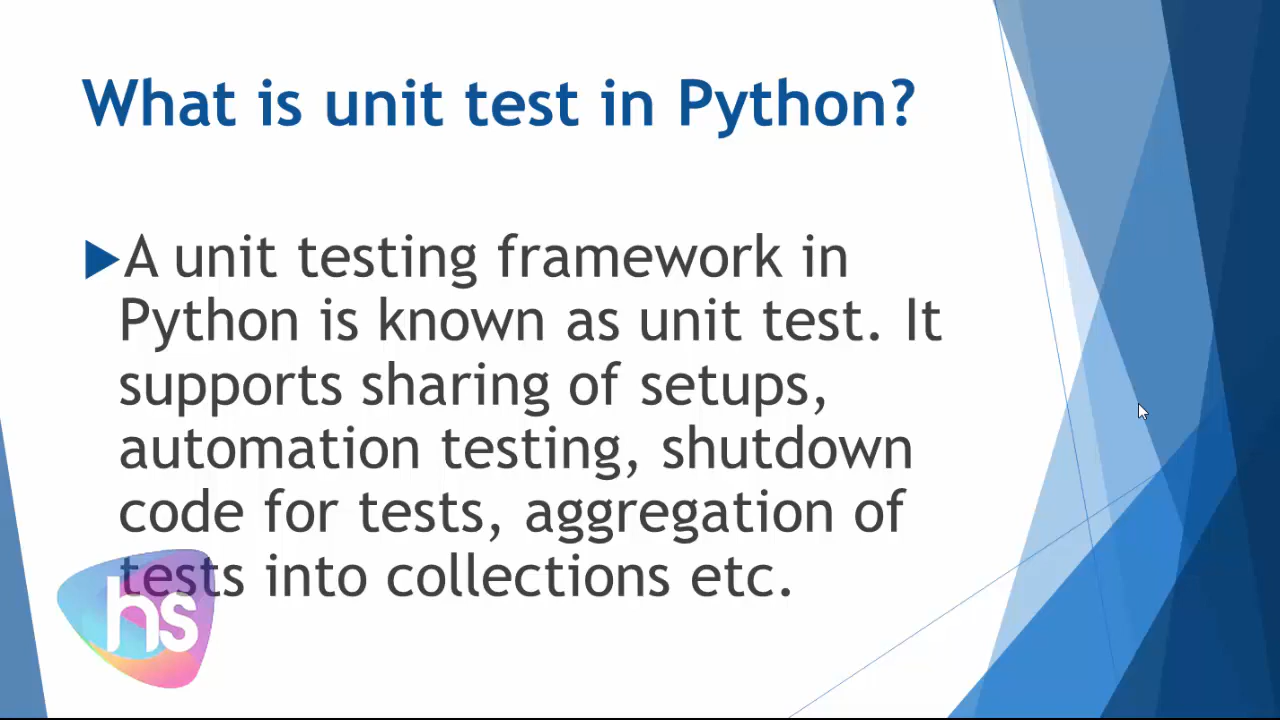 What is unit test in Python?
A unit testing framework in
Python is known as unit test. It
supports sharing of setups,
automation testing, shutdown
code for tests, aggregation of
tests into collections etc.
hs